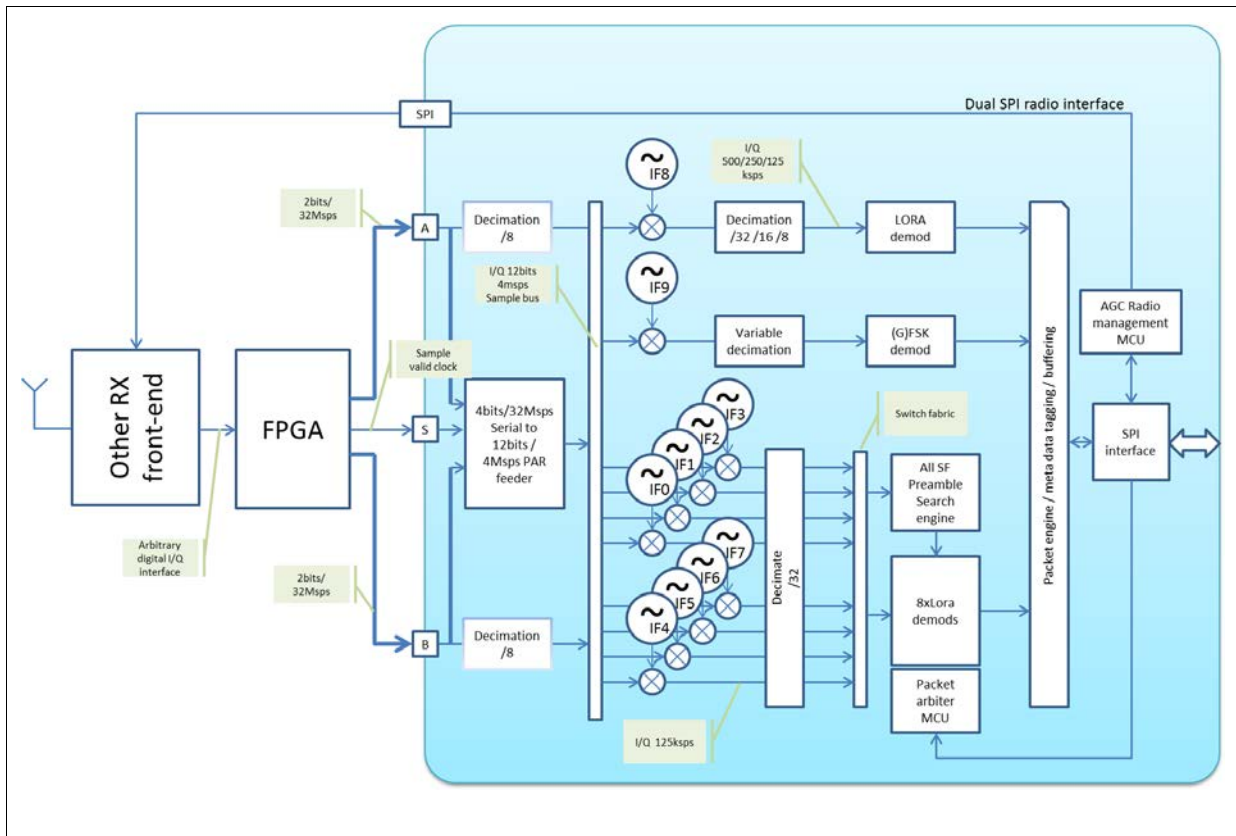 Dual SPI radio interface
SPI
I/Q
500/250/125
ksps
~
IF8
2bits/
32Msps
A
Decimation
/8
Decimation
/32 /16 /8
LORA
demod
I/Q 12bits
4msps
Sample bus
~
IF9
Variable
decimation
(G)FSK
demod
AGC Radio
management
MCU
Sample
valid clock
Other RX
front-end
FPGA
S
4bits/32Msps
Serial to
12bits /
4Msps PAR
feeder
~
IF3
~
IF2
~
IF1
~
IF0
Switch fabric
SPI
interface
All SF
Preamble
Search
engine
Packet engine / meta data tagging / buffering
Arbitrary
digital I/Q
interface
2bits/
32Msps
~
IF7
~
IF6
~
IF5
~
IF4
Decimate
/32
8xLora
demods
B
Decimation
/8
Packet
arbiter
MCU
I/Q 125ksps